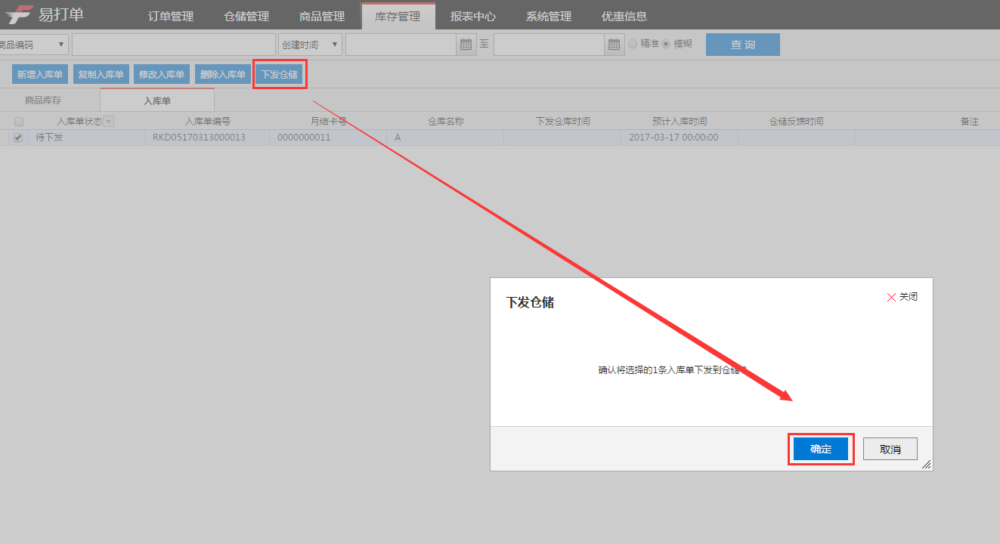 易打单 订单管理 仓储管理 商品管理 库存管理 报表中心 系统管理 优惠信息
商品编码 创建时间 至 精准 模糊 查 询
新增入库单 复制入库单 修改入库单 删除入库单 下发仓储
商品库存 入库单
入库单状态 入库单编号 月结卡号 仓库名称 下发仓库时间 预计入库时间 仓储反馈时间 备注
待下发 RKD05170313000013 0000000011 A 2017-03-17 00:00:00
下发仓储 关闭
确认将选择的1条入库单下发到仓储?
确定 取消